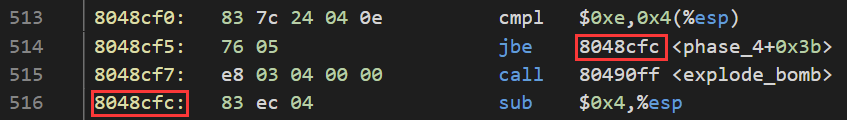 513 8048cf0: 83 7c 24 04 0e cmpl $0xe,0x4(%esp)
514 8048cf5: 76 05 jbe 8048cfc <phase_4+0x3b>
515 8048cf7: e8 03 04 00 00 call 80490ff <explode_bomb>
516 8048cfc: 83 ec 04 sub $0x4,%esp